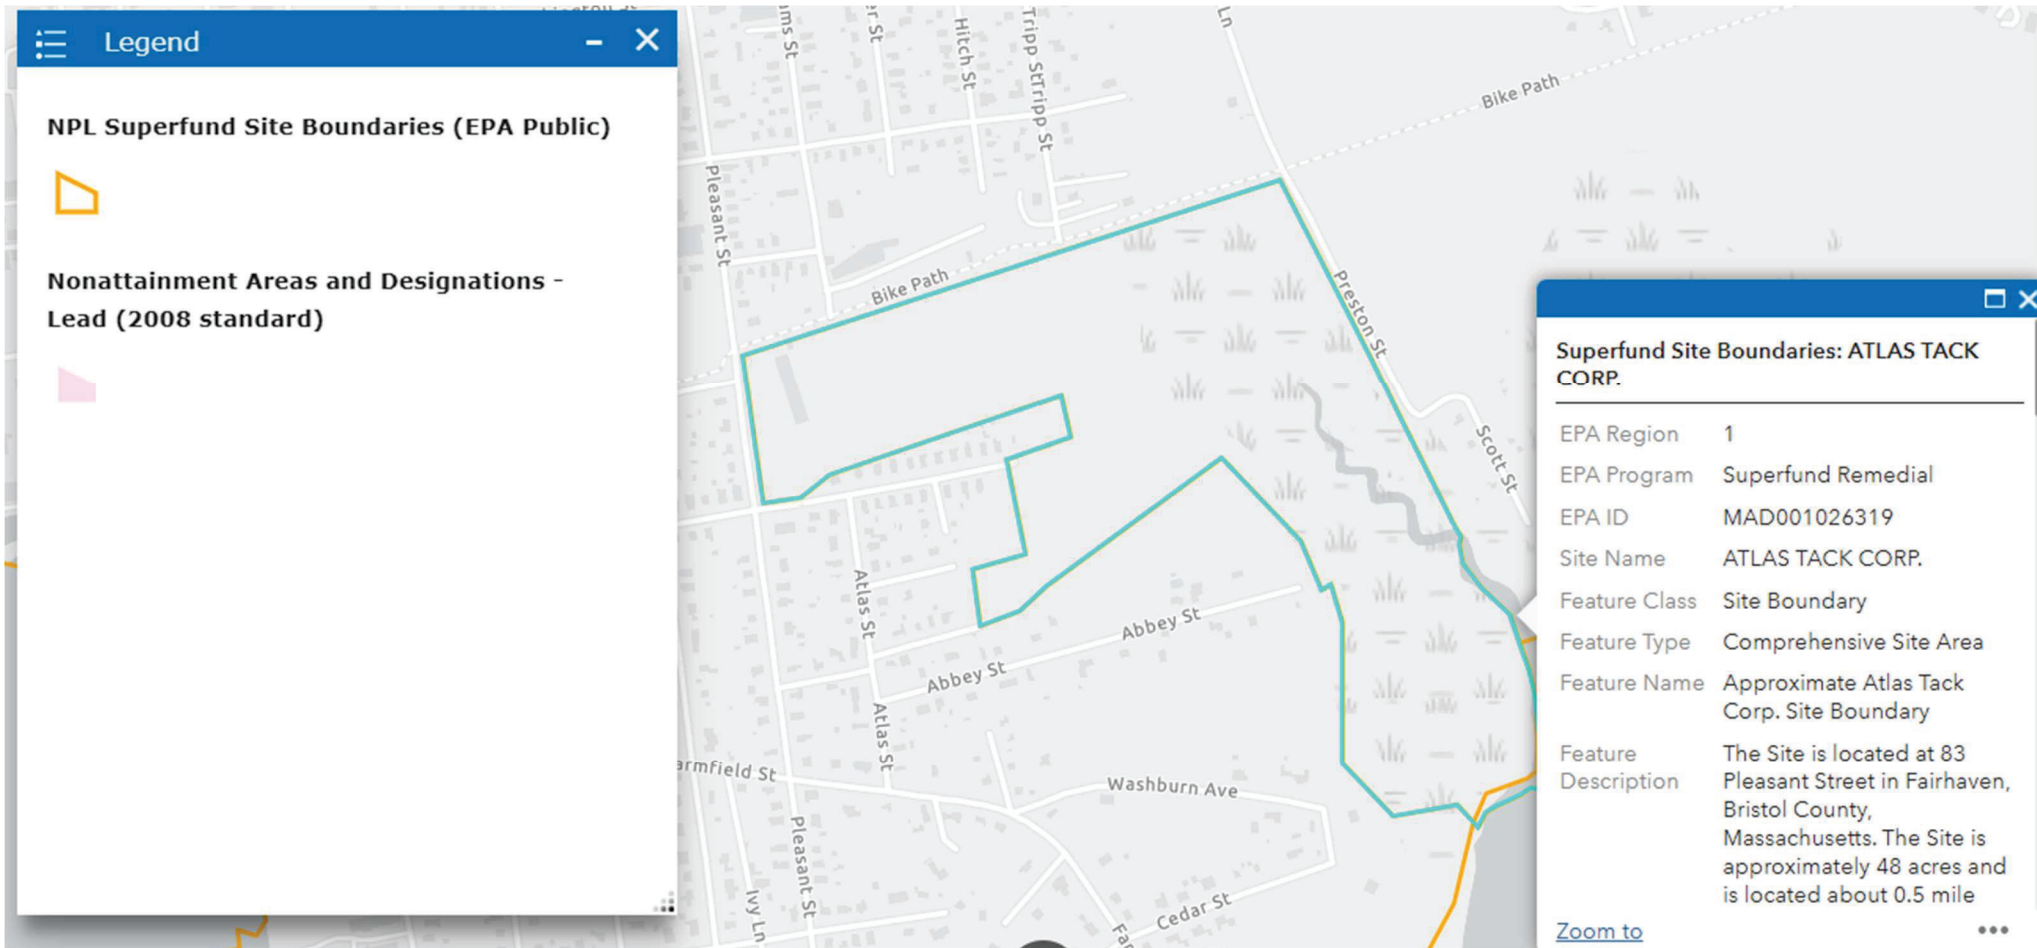 Legend
NPL Superfund Site Boundaries (EPA Public)
Nonattainment Areas and Designations -
Lead (2008 standard)
Hitch St
Tripp St
Tripp St
Ln
Bike Path
Pleasant St
Bike Path
Preston St
Scott St
Atlas St
Abbey St
Abbey St
Atlas St
Washburn Ave
Pleasant St
Ivy Ln
Cedar St
Superfund Site Boundaries: ATLAS TACK
CORP.
EPA Region 1
EPA Program Superfund Remedial
EPA ID MAD001026319
Site Name ATLAS TACK CORP.
Feature Class Site Boundary
Feature Type Comprehensive Site Area
Feature Name Approximate Atlas Tack
Corp. Site Boundary
Feature The Site is located at 83
Description Pleasant Street in Fairhaven,
Bristol County,
Massachusetts. The Site is
approximately 48 acres and
is located about 0.5 mile
Zoom to